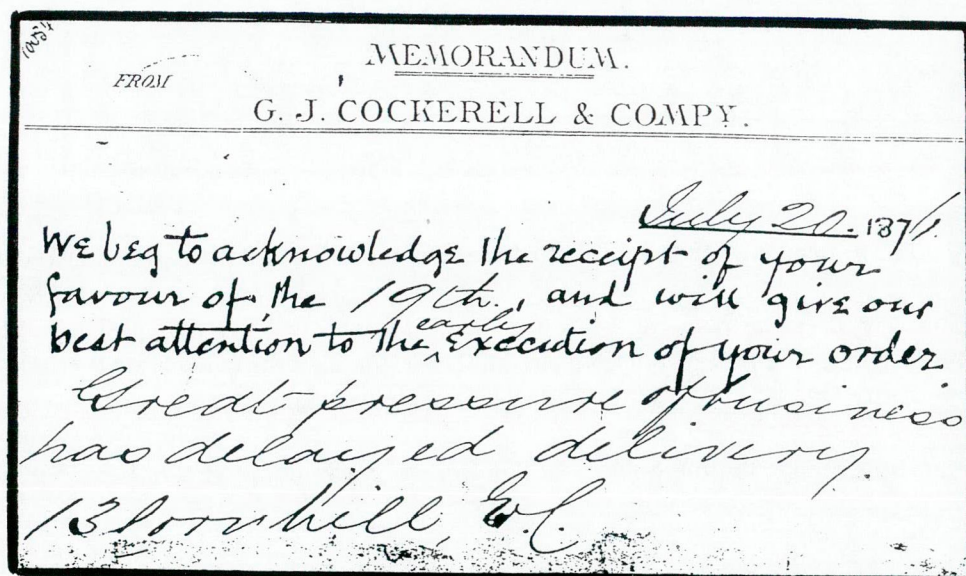 MEMORANDUM.
FROM
G. J. COCKERELL & COMPY.
July 20. 1871.
We beg to acknowledge the receipt of your
favour of the 19th, and will give our
best attention to the early execution of your order.
Great pressure of business
has delayed delivery.
13 Cornhill, E.C.